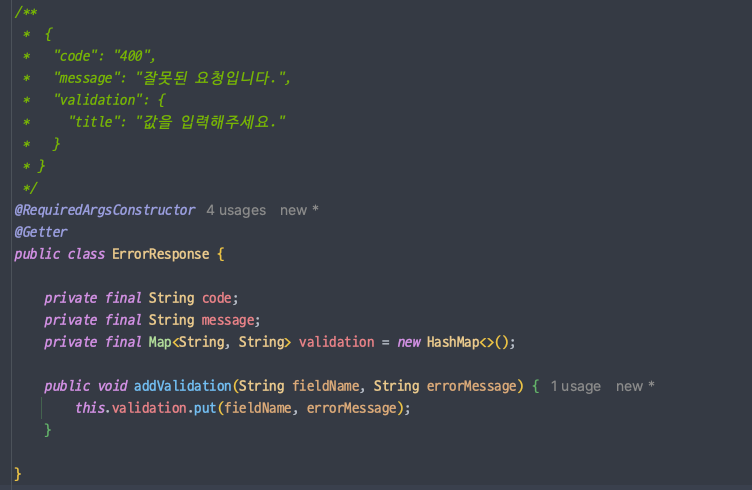 /**
 *  {
 *   "code": "400",
 *   "message": "잘못된 요청입니다.",
 *   "validation": {
 *     "title": "값을 입력해주세요."
 *   }
 * }
 */
@RequiredArgsConstructor 4 usages new *
@Getter
public class ErrorResponse {
    private final String code;
    private final String message;
    private final Map<String, String> validation = new HashMap<>();
    public void addValidation(String fieldName, String errorMessage) { 1 usage new *
        this.validation.put(fieldName, errorMessage);
    }
}